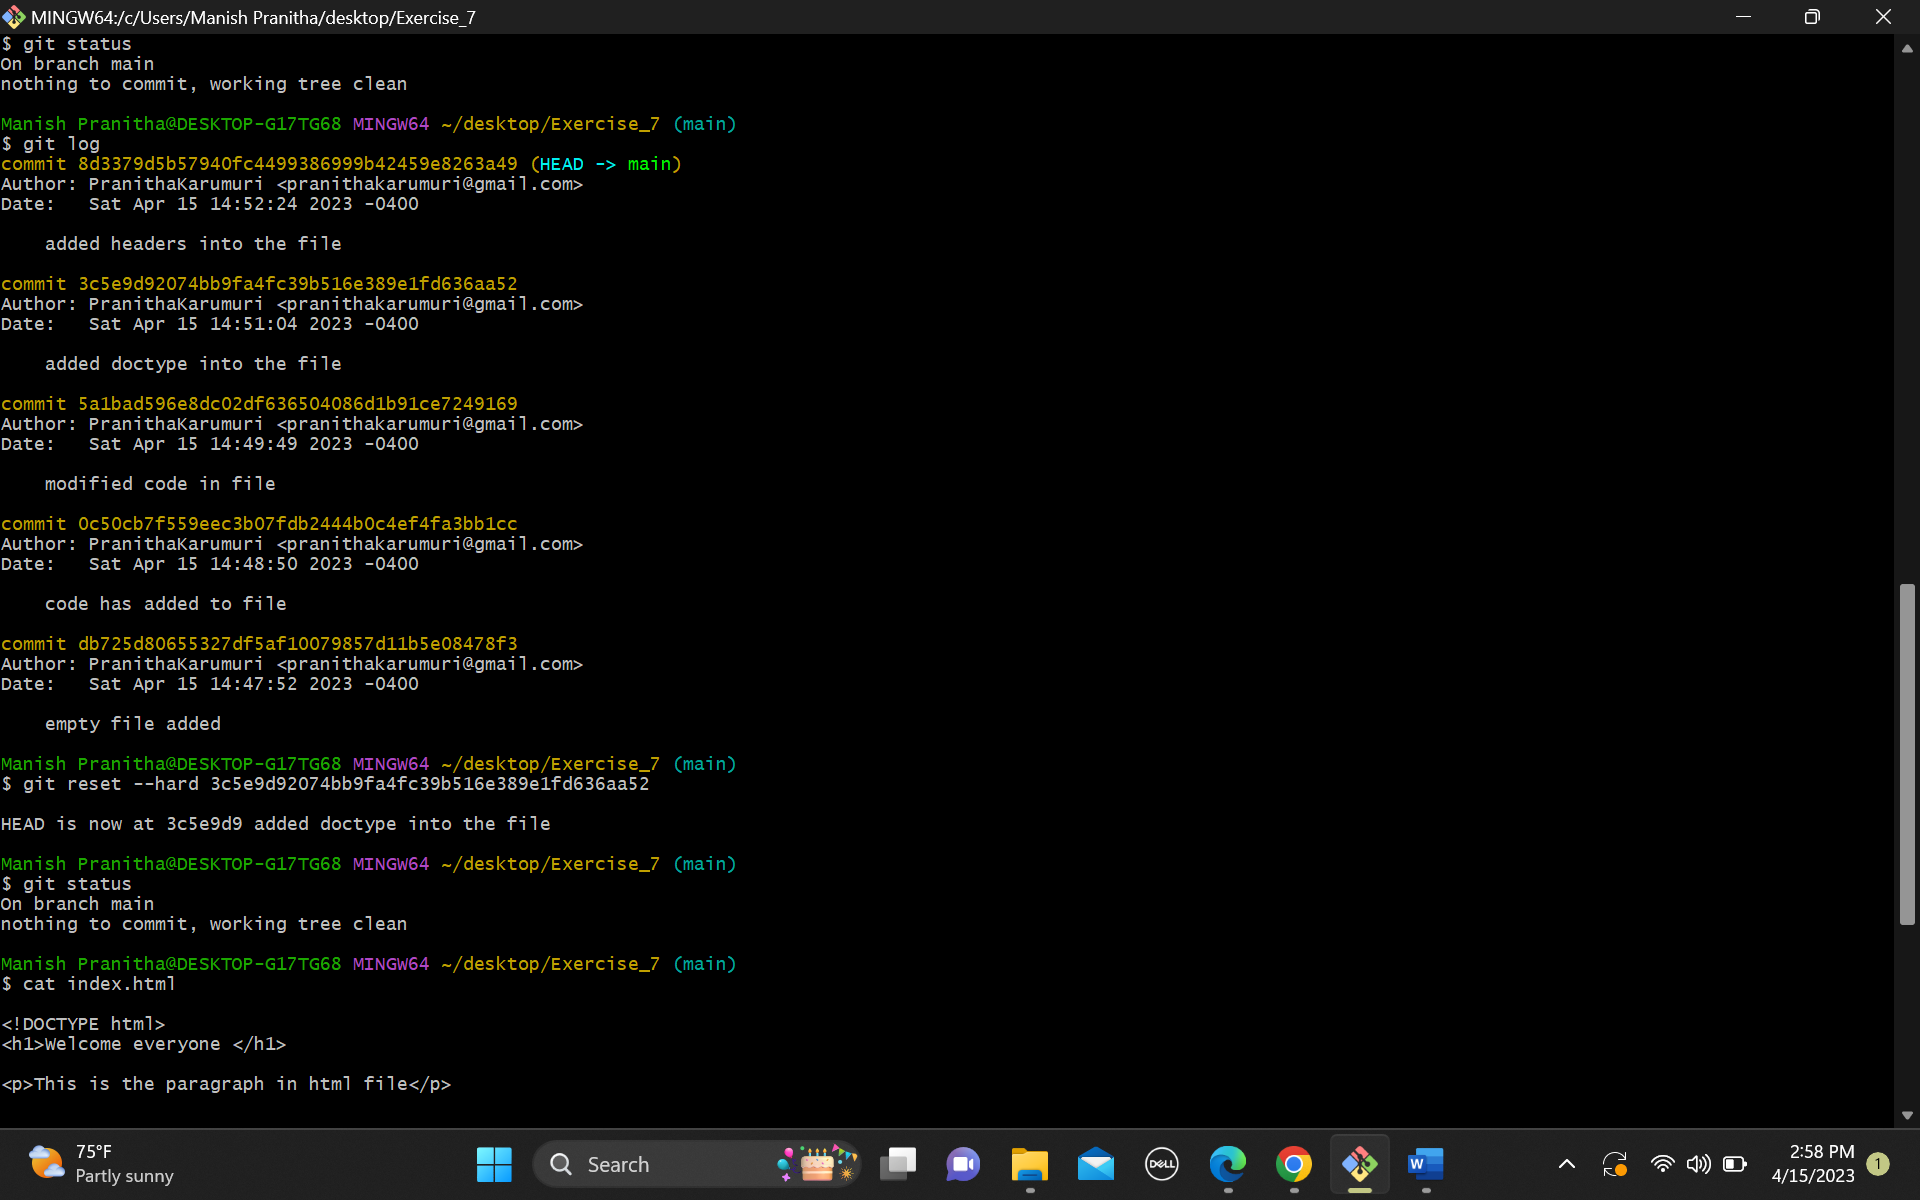 MINGW64:/c/Users/Manish Pranitha/desktop/Exercise_7
$ git status
On branch main
nothing to commit, working tree clean
Manish Pranitha@DESKTOP-G17TG68 MINGW64 ~/desktop/Exercise_7 (main)
$ git log
commit 8d3379d5b57940fc4499386999b42459e8263a49 (HEAD -> main)
Author: PranithaKarumuri <pranithakarumuri@gmail.com>
Date:   Sat Apr 15 14:52:24 2023 -0400
added headers into the file
commit 3c5e9d92074bb9fa4fc39b516e389e1fd636aa52
Author: PranithaKarumuri <pranithakarumuri@gmail.com>
Date:   Sat Apr 15 14:51:04 2023 -0400
added doctype into the file
commit 5a1bad596e8dc02df636504086d1b91ce7249169
Author: PranithaKarumuri <pranithakarumuri@gmail.com>
Date:   Sat Apr 15 14:49:49 2023 -0400
modified code in file
commit 0c50cb7f559eec3b07fdb2444b0c4ef4fa3bb1cc
Author: PranithaKarumuri <pranithakarumuri@gmail.com>
Date:   Sat Apr 15 14:48:50 2023 -0400
code has added to file
commit db725d80655327df5af10079857d11b5e08478f3
Author: PranithaKarumuri <pranithakarumuri@gmail.com>
Date:   Sat Apr 15 14:47:52 2023 -0400
empty file added
Manish Pranitha@DESKTOP-G17TG68 MINGW64 ~/desktop/Exercise_7 (main)
$ git reset --hard 3c5e9d92074bb9fa4fc39b516e389e1fd636aa52
HEAD is now at 3c5e9d9 added doctype into the file
Manish Pranitha@DESKTOP-G17TG68 MINGW64 ~/desktop/Exercise_7 (main)
$ git status
On branch main
nothing to commit, working tree clean
Manish Pranitha@DESKTOP-G17TG68 MINGW64 ~/desktop/Exercise_7 (main)
$ cat index.html
<!DOCTYPE html>
<h1>Welcome everyone </h1>
<p>This is the paragraph in html file</p>
75°F
Partly sunny
Search
DELL
W
2:58 PM
4/15/2023
1